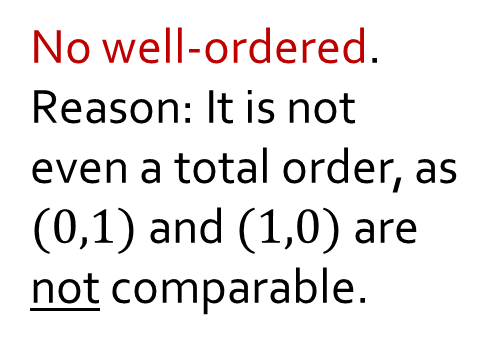 No well-ordered.
Reason: It is not
even a total order, as
(0,1) and (1,0) are
not comparable.